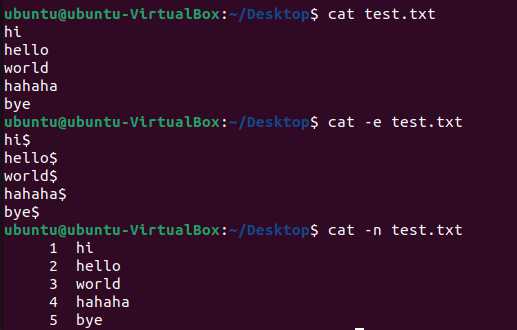 ubuntu@ubuntu-VirtualBox:~/Desktop$ cat test.txt
hi
hello
world
hahaha
bye
ubuntu@ubuntu-VirtualBox:~/Desktop$ cat -e test.txt
hi$
hello$
world$
hahaha$
bye$
ubuntu@ubuntu-VirtualBox:~/Desktop$ cat -n test.txt
     1  hi
     2  hello
     3  world
     4  hahaha
     5  bye